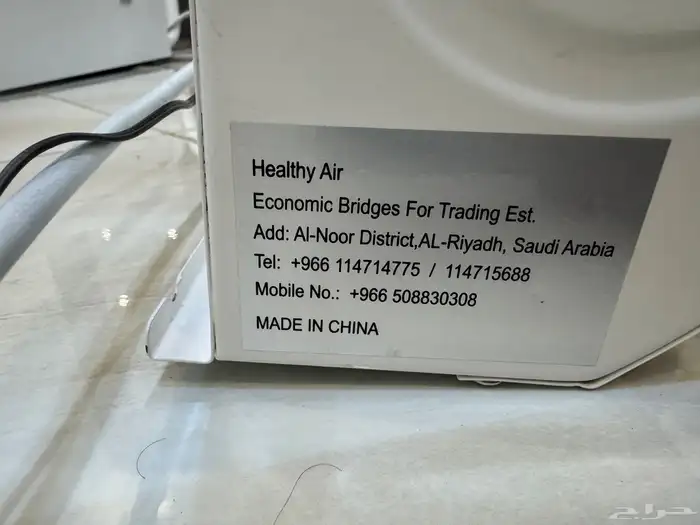 Healthy Air
Economic Bridges For Trading Est.
Add: Al-Noor District,AL-Riyadh, Saudi Arabia
Tel: +966 114714775 / 114715688
Mobile No.: +966 508830308
MADE IN CHINA
حراج